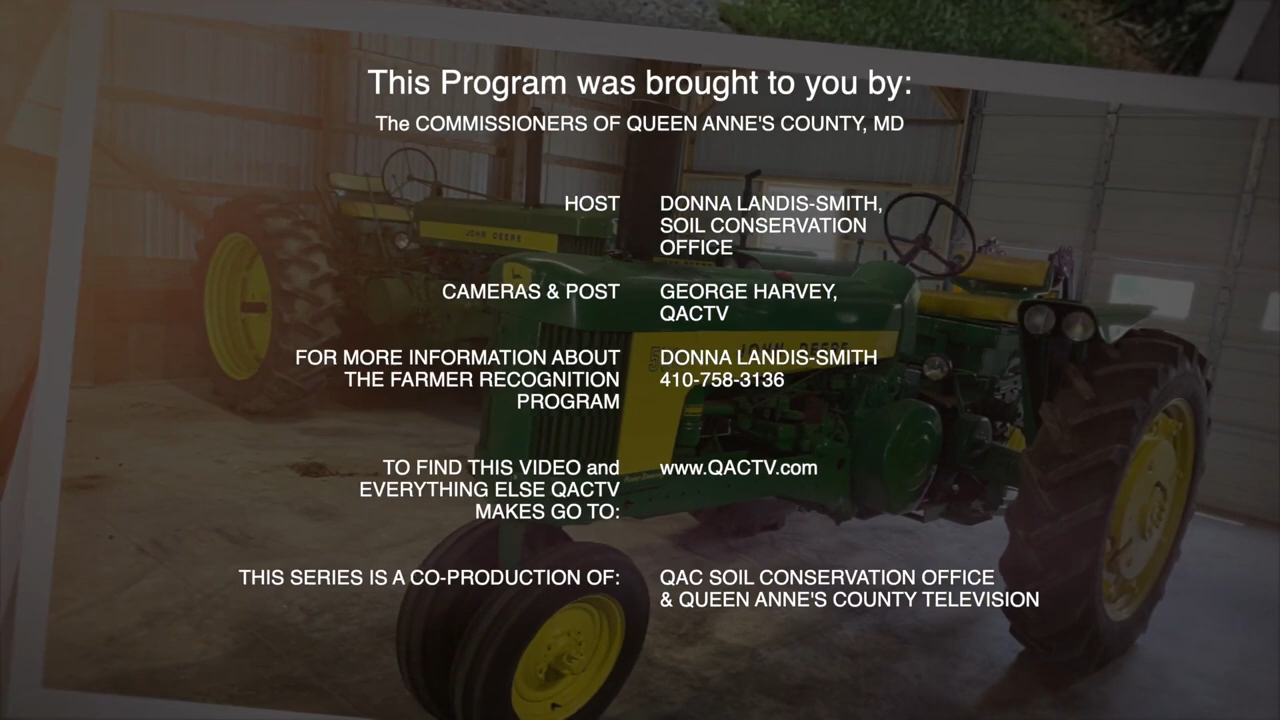 This Program was brought to you by:
The COMMISSIONERS OF QUEEN ANNE'S COUNTY, MD
HOST
DONNA LANDIS-SMITH,
SOIL CONSERVATION
OFFICE
CAMERAS & POST
GEORGE HARVEY,
QACTV
FOR MORE INFORMATION ABOUT
THE FARMER RECOGNITION
PROGRAM
DONNA LANDIS-SMITH
410-758-3136
TO FIND THIS VIDEO and
EVERYTHING ELSE QACTV
MAKES GO TO:
www.QACTV.com
THIS SERIES IS A CO-PRODUCTION OF:
QAC SOIL CONSERVATION OFFICE
& QUEEN ANNE'S COUNTY TELEVISION
JOHN DEERE
JOHN DEERE